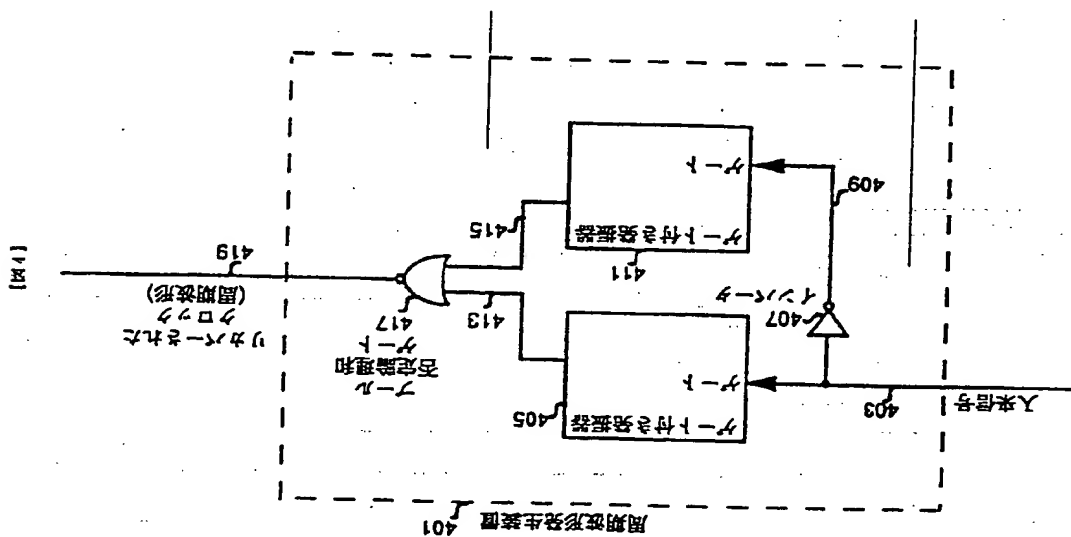 周期波形発生装置 401
入来信号
403
ゲート付き発振器
405
ゲート
407
インバータ
409
ゲート付き発振器
411
ゲート
413
415
ブール
否定論理和
ゲート
417
リカバーされた
クロック
(周期波形)
419
[図4]